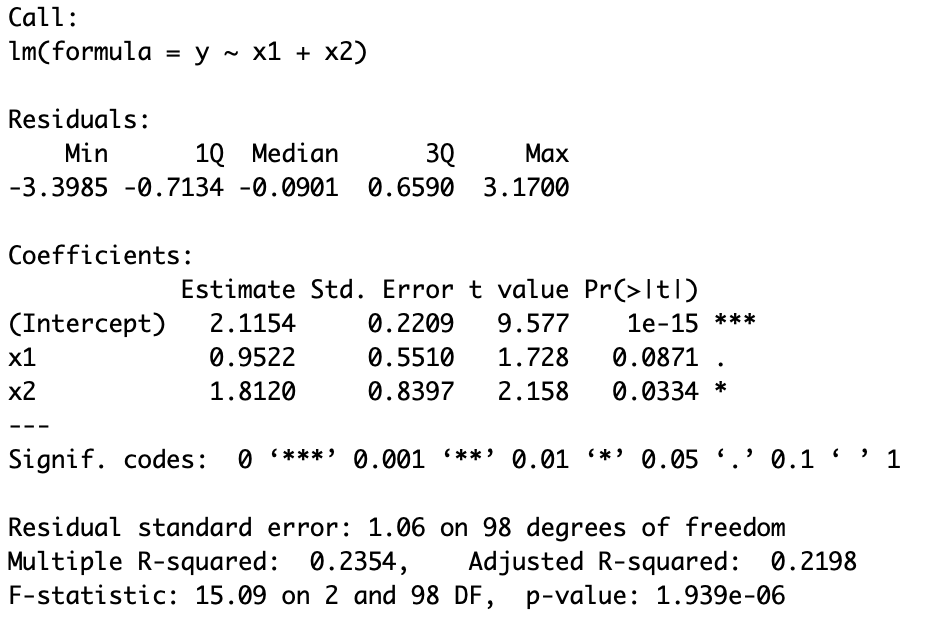 Call:
lm(formula = y ~ x1 + x2)
Residuals:
Min 1Q Median 3Q Max
-3.3985 -0.7134 -0.0901 0.6590 3.1700
Coefficients:
Estimate Std. Error t value Pr(>|t|)
(Intercept) 2.1154 0.2209 9.577 1e-15 ***
x1 0.9522 0.5510 1.728 0.0871 .
x2 1.8120 0.8397 2.158 0.0334 *
---
Signif. codes: 0 ‘***’ 0.001 ‘**’ 0.01 ‘*’ 0.05 ‘.’ 0.1 ‘ ’ 1
Residual standard error: 1.06 on 98 degrees of freedom
Multiple R-squared: 0.2354, Adjusted R-squared: 0.2198
F-statistic: 15.09 on 2 and 98 DF, p-value: 1.939e-06